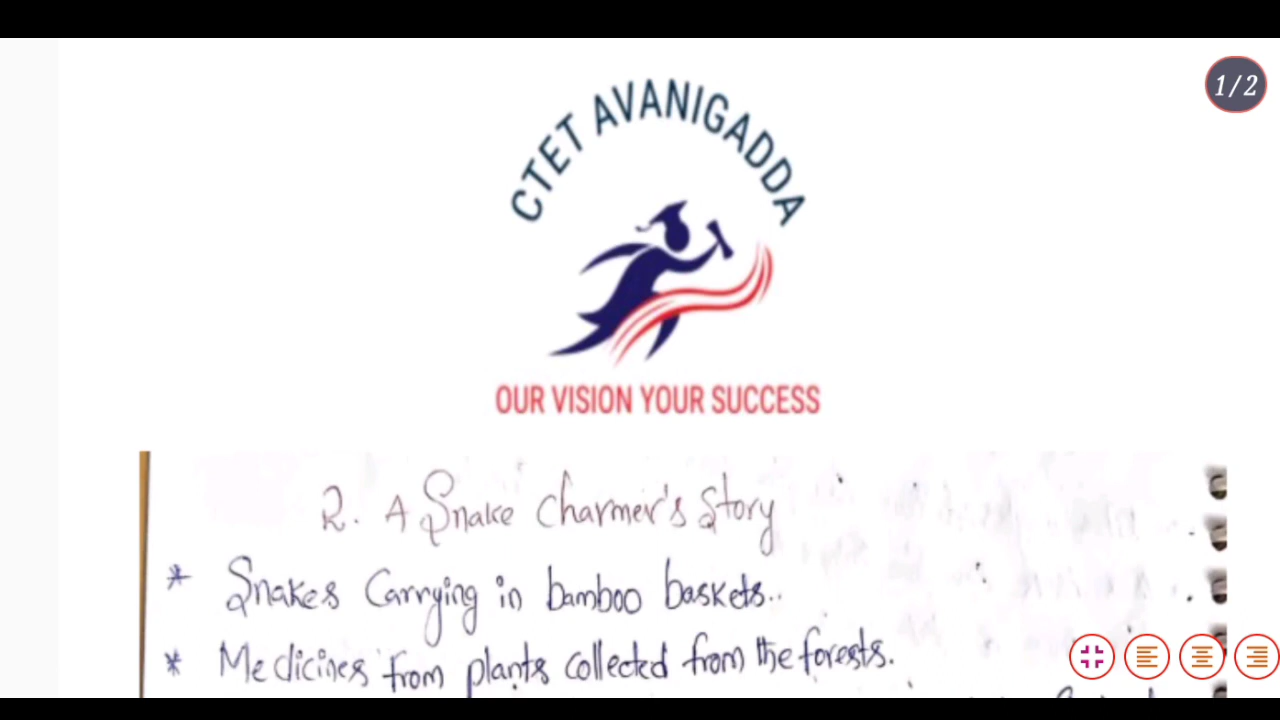 1/2
CTET AVANIGADDA
OUR VISION YOUR SUCCESS
2. A Snake Charmer's Story
* Snakes Carrying in bamboo baskets..
* Medicines from plants collected from the forests.